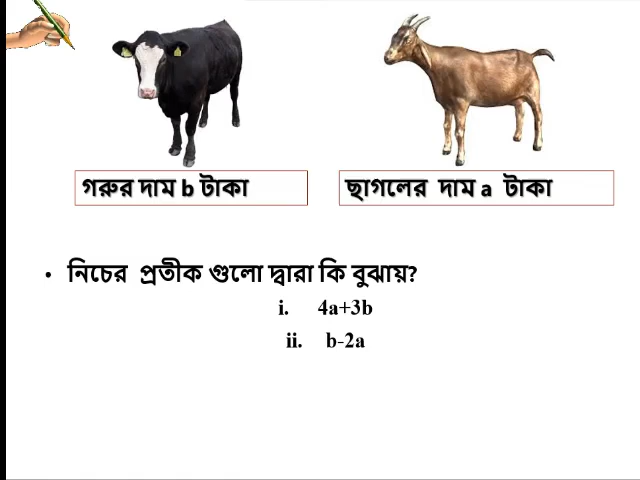 গরুর দাম b টাকা
ছাগলের দাম a টাকা
• নিচের প্রতীক গুলো দ্বারা কি বুঝায়?
i. 4a+3b
ii. b-2a